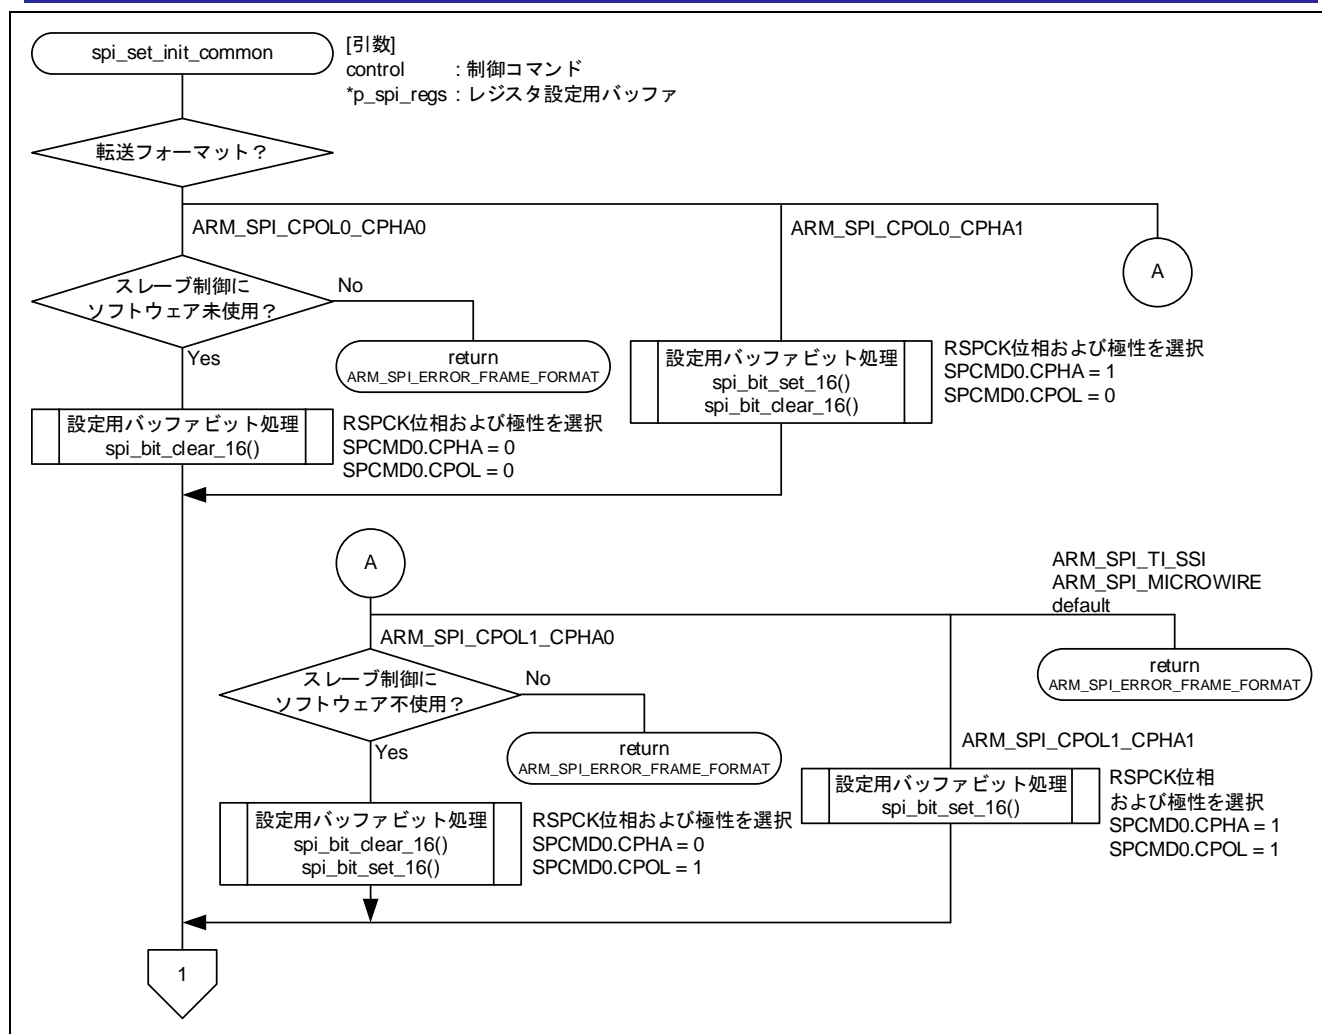 spi_set_init_common
[引数]
control : 制御コマンド
*p_spi_regs : レジスタ設定用バッファ
転送フォーマット？
ARM_SPI_CPOL0_CPHA0
ARM_SPI_CPOL0_CPHA1
A
スレーブ制御に
ソフトウェア未使用？
No
Yes
return
ARM_SPI_ERROR_FRAME_FORMAT
設定用バッファビット処理
spi_bit_set_16()
spi_bit_clear_16()
RSPCK位相および極性を選択
SPCMD0.CPHA = 1
SPCMD0.CPOL = 0
設定用バッファビット処理
spi_bit_clear_16()
RSPCK位相および極性を選択
SPCMD0.CPHA = 0
SPCMD0.CPOL = 0
A
ARM_SPI_TI_SSI
ARM_SPI_MICROWIRE
default
ARM_SPI_CPOL1_CPHA0
スレーブ制御に
ソフトウェア不使用？
No
Yes
return
ARM_SPI_ERROR_FRAME_FORMAT
return
ARM_SPI_ERROR_FRAME_FORMAT
ARM_SPI_CPOL1_CPHA1
設定用バッファビット処理
spi_bit_set_16()
RSPCK位相
および極性を選択
SPCMD0.CPHA = 1
SPCMD0.CPOL = 1
設定用バッファビット処理
spi_bit_clear_16()
spi_bit_set_16()
RSPCK位相および極性を選択
SPCMD0.CPHA = 0
SPCMD0.CPOL = 1
1